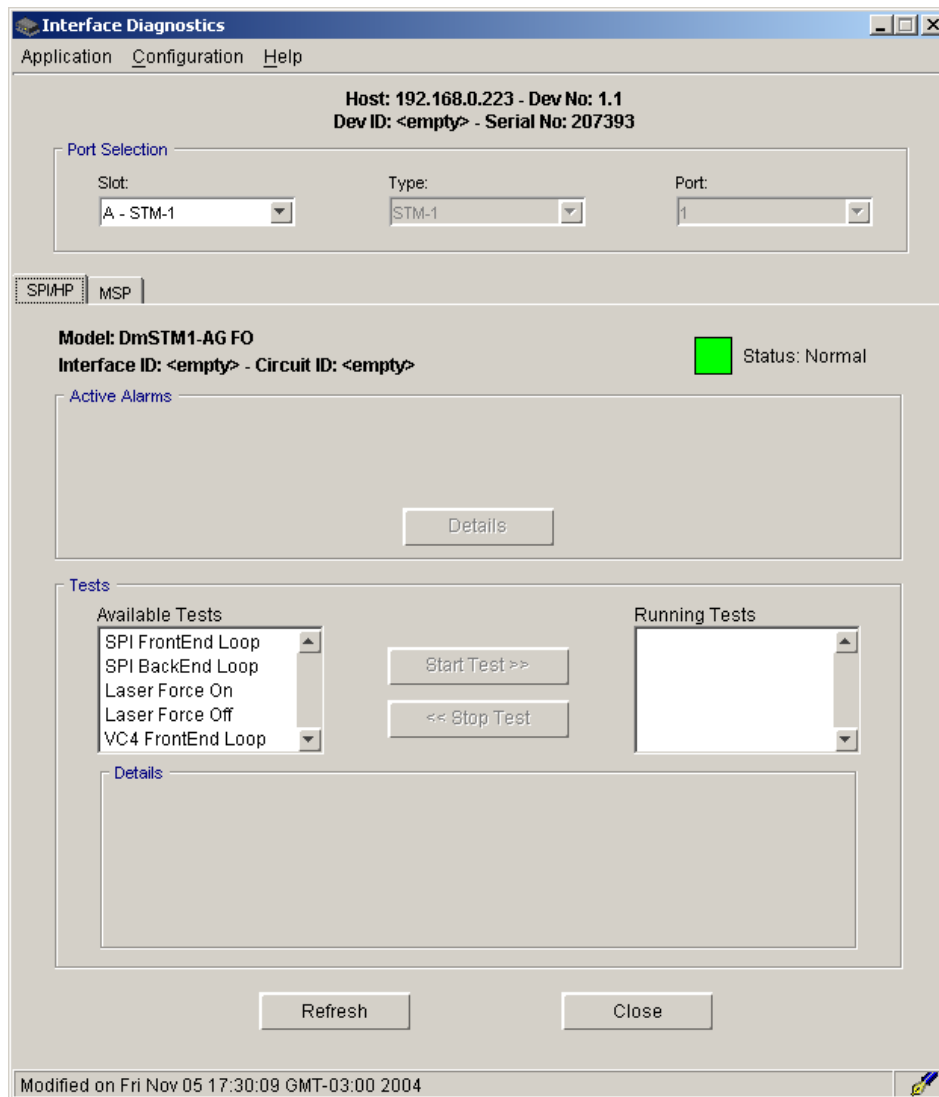 Interface Diagnostics
Application Configuration Help
Host: 192.168.0.223 - Dev No: 1.1
Dev ID: <empty> - Serial No: 207393
Port Selection
Slot: Type: Port:
A - STM-1 STM-1 1
SPI/HP MSP
Model: DmSTM1-AG FO
Interface ID: <empty> - Circuit ID: <empty>
Status: Normal
Active Alarms
Details
Tests
Available Tests
SPI FrontEnd Loop
SPI BackEnd Loop
Laser Force On
Laser Force Off
VC4 FrontEnd Loop
Start Test >>
<< Stop Test
Running Tests
Details
Refresh Close
Modified on Fri Nov 05 17:30:09 GMT-03:00 2004